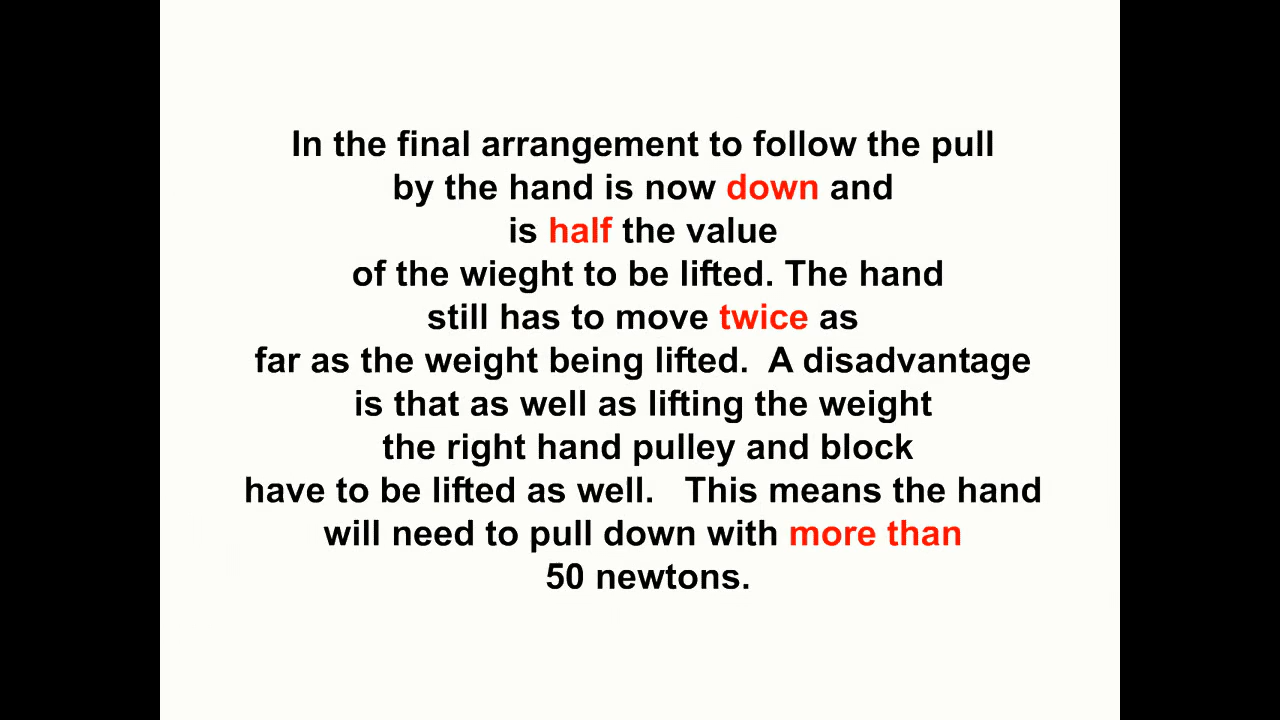 In the final arrangement to follow the pull
by the hand is now down and
is half the value
of the wieght to be lifted. The hand
still has to move twice as
far as the weight being lifted.  A disadvantage
is that as well as lifting the weight
the right hand pulley and block
have to be lifted as well.   This means the hand
will need to pull down with more than
50 newtons.